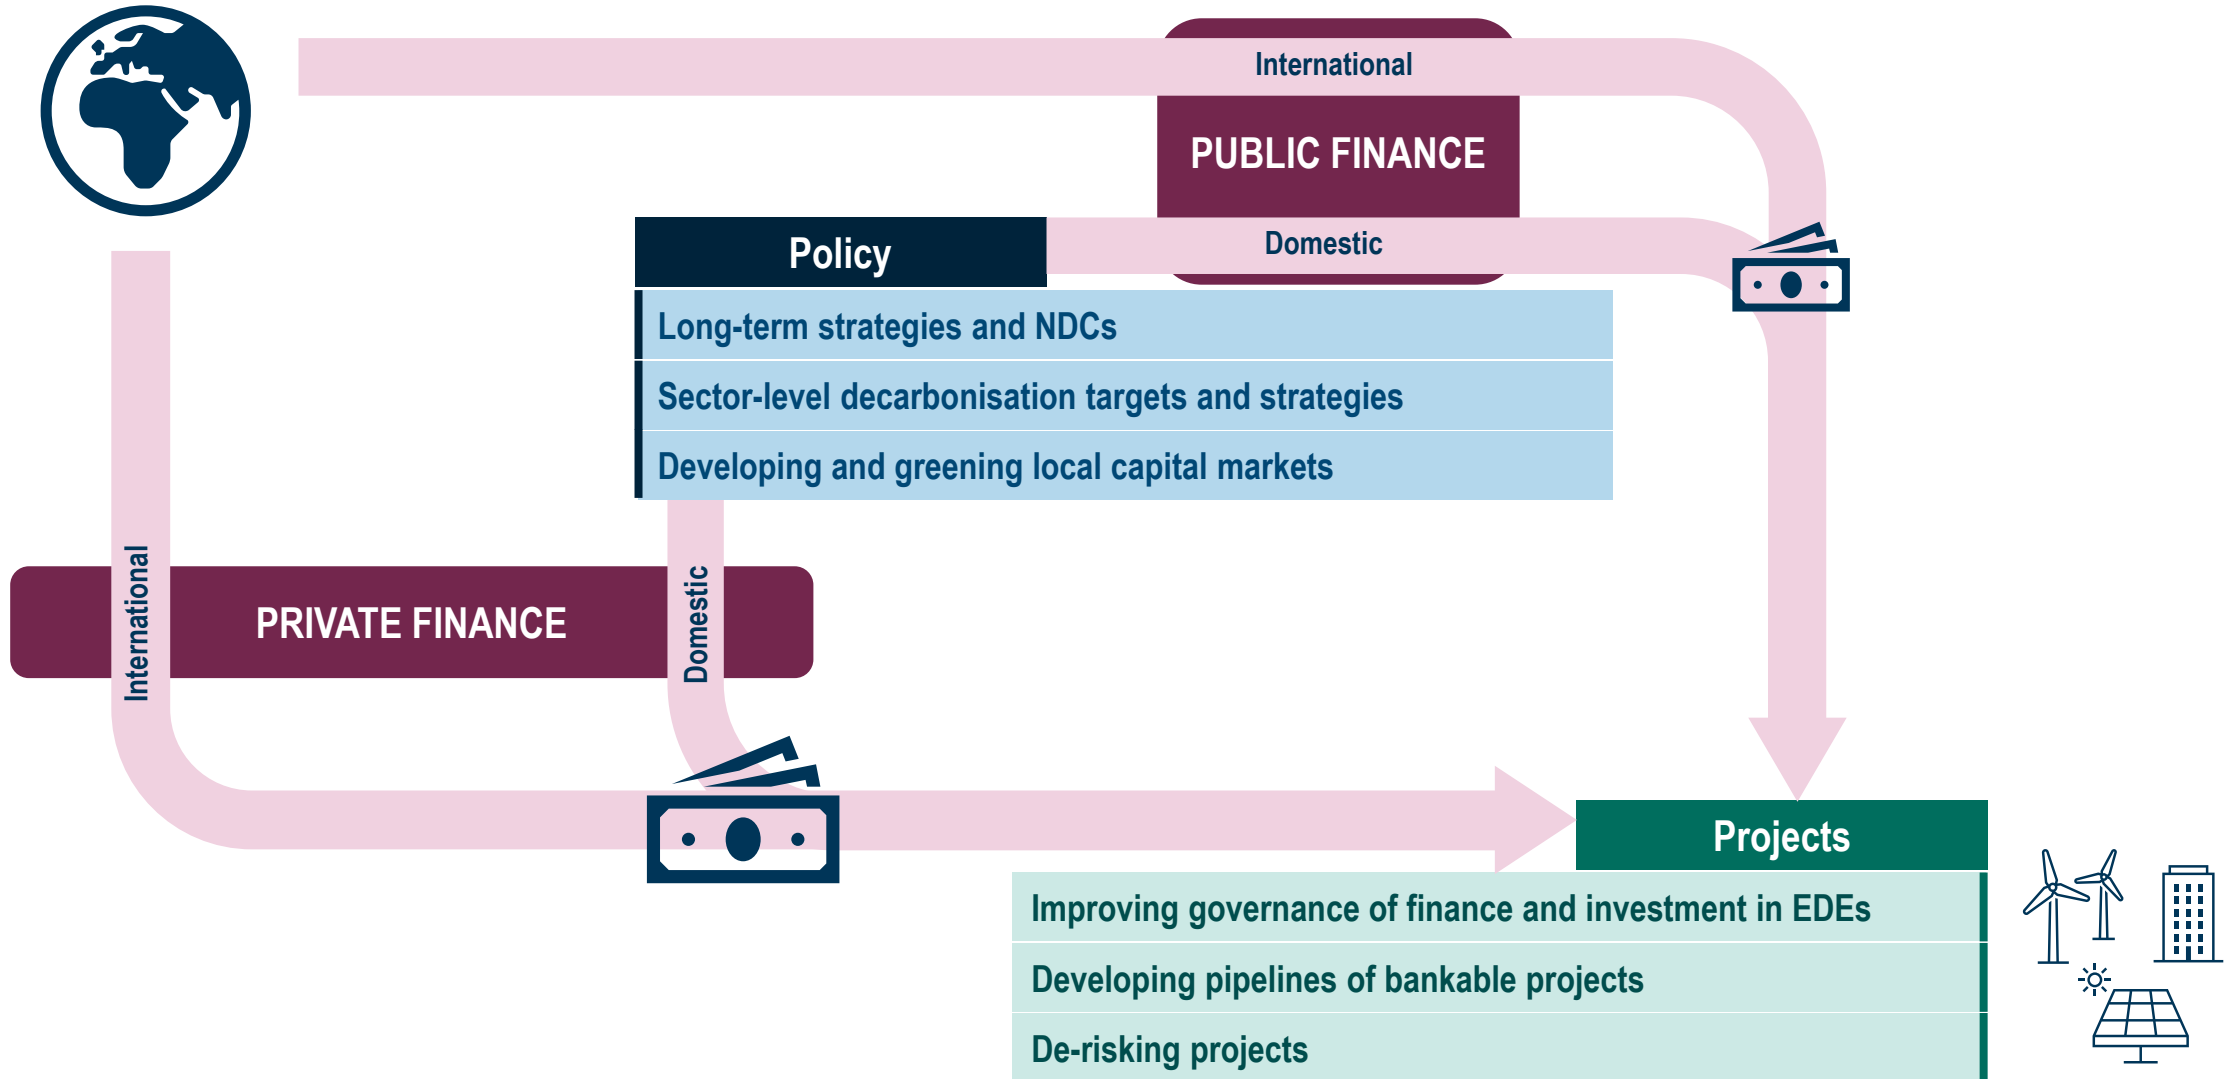 International
PUBLIC FINANCE
Domestic
Policy
Long-term strategies and NDCs
Sector-level decarbonisation targets and strategies
Developing and greening local capital markets
International
PRIVATE FINANCE
Domestic
Projects
Improving governance of finance and investment in EDEs
Developing pipelines of bankable projects
De-risking projects